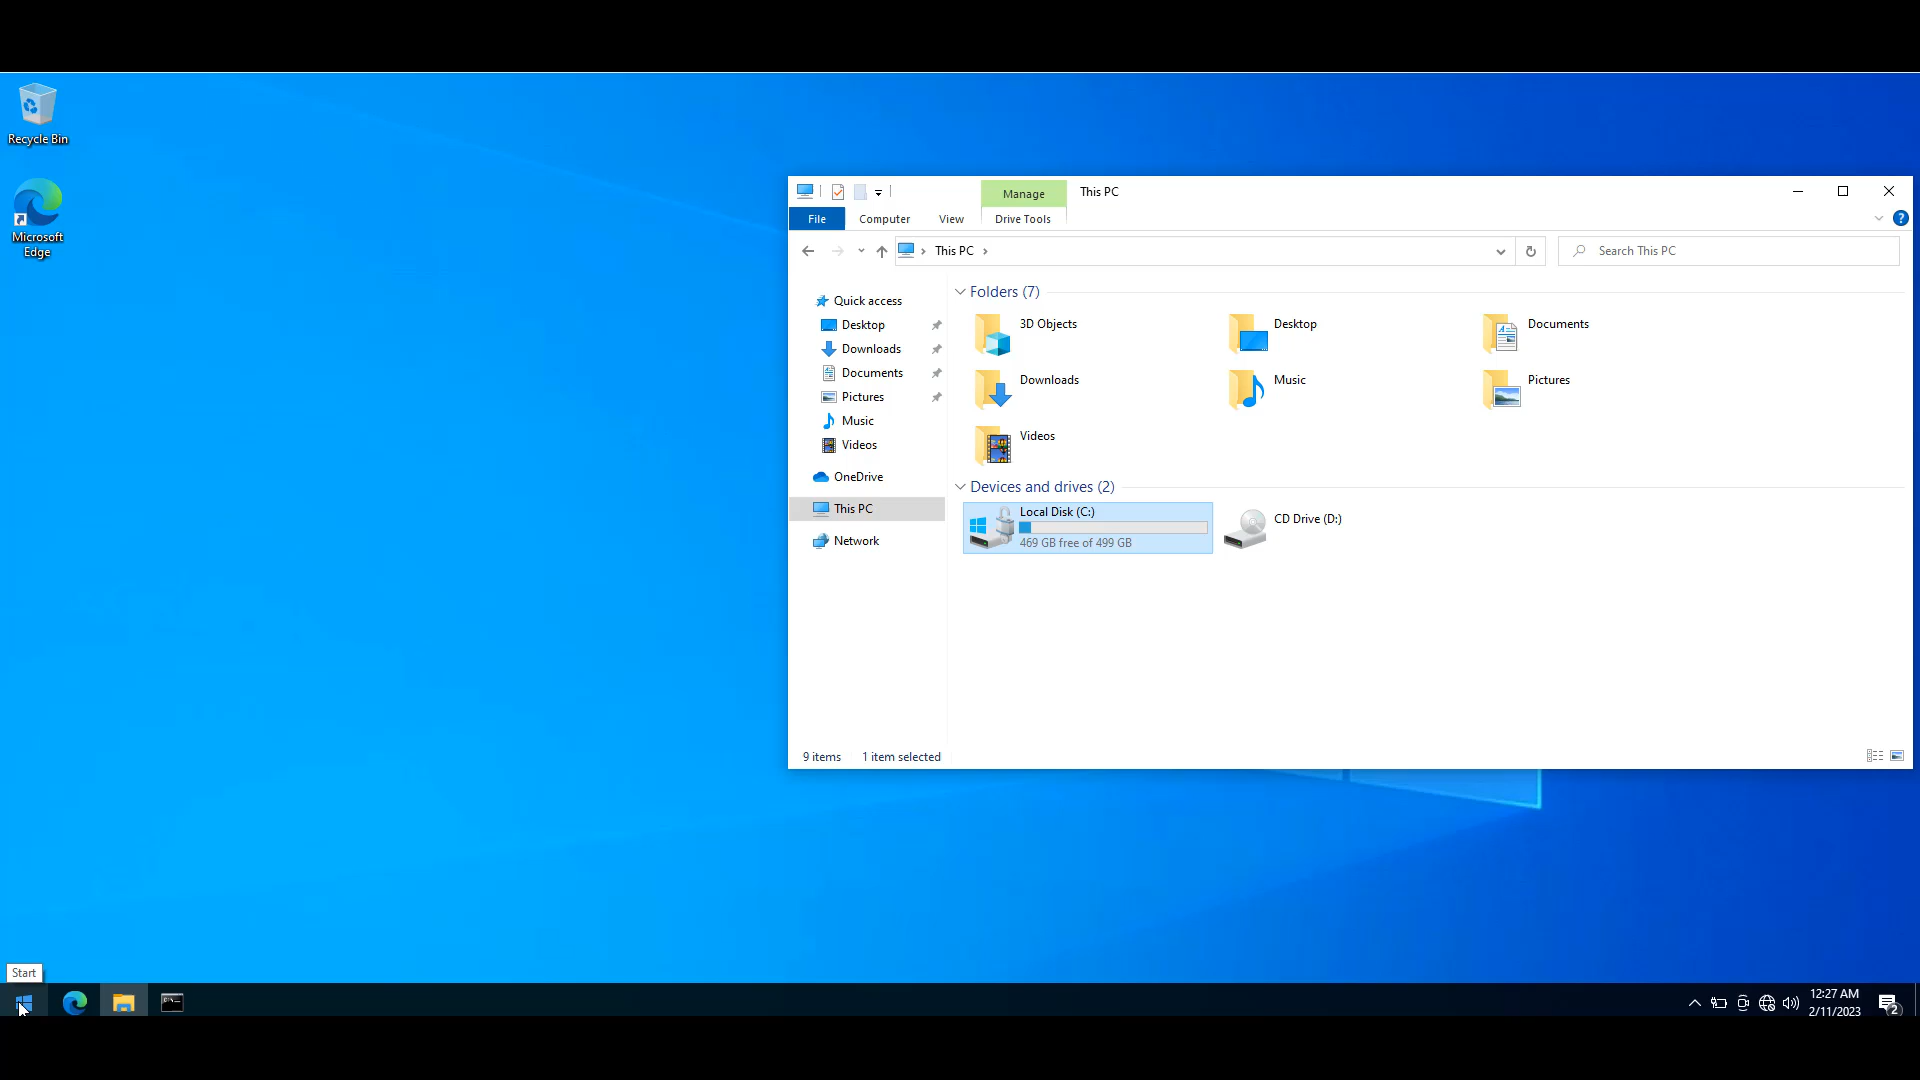 Recycle Bin
Microsoft
Edge
Manage
This PC
File
Computer
View
Drive Tools
This PC
Search This PC
Quick access
Desktop
Downloads
Documents
Pictures
Music
Videos
OneDrive
This PC
Network
Folders (7)
3D Objects
Desktop
Documents
Downloads
Music
Pictures
Videos
Devices and drives (2)
Local Disk (C:)
469 GB free of 499 GB
CD Drive (D:)
9 items
1 item selected
Start
12:27 AM
2/11/2023
2